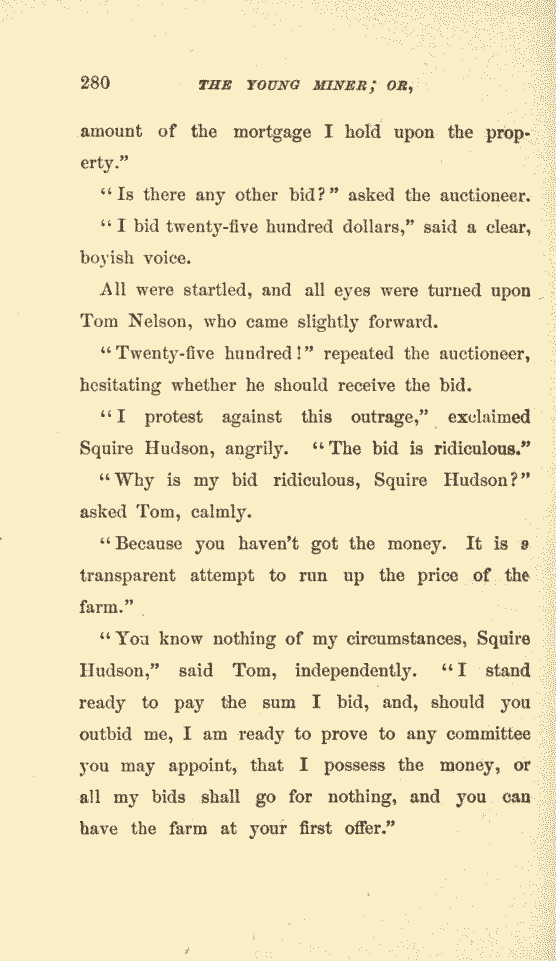 280 THE YOUNG MINER; OR,
amount of the mortgage I hold upon the prop-
erty.”
“Is there any other bid?” asked the auctioneer.
“I bid twenty-five hundred dollars,” said a clear,
boyish voice.
All were startled, and all eyes were turned upon
Tom Nelson, who came slightly forward.
“Twenty-five hundred!” repeated the auctioneer,
hesitating whether he should receive the bid.
“I protest against this outrage,” exclaimed
Squire Hudson, angrily. “The bid is ridiculous.”
“Why is my bid ridiculous, Squire Hudson?”
asked Tom, calmly.
“Because you haven’t got the money. It is a
transparent attempt to run up the price of the
farm.”
“You know nothing of my circumstances, Squire
Hudson,” said Tom, independently. “I stand
ready to pay the sum I bid, and, should you
outbid me, I am ready to prove to any committee
you may appoint, that I possess the money, or
all my bids shall go for nothing, and you can
have the farm at your first offer.”